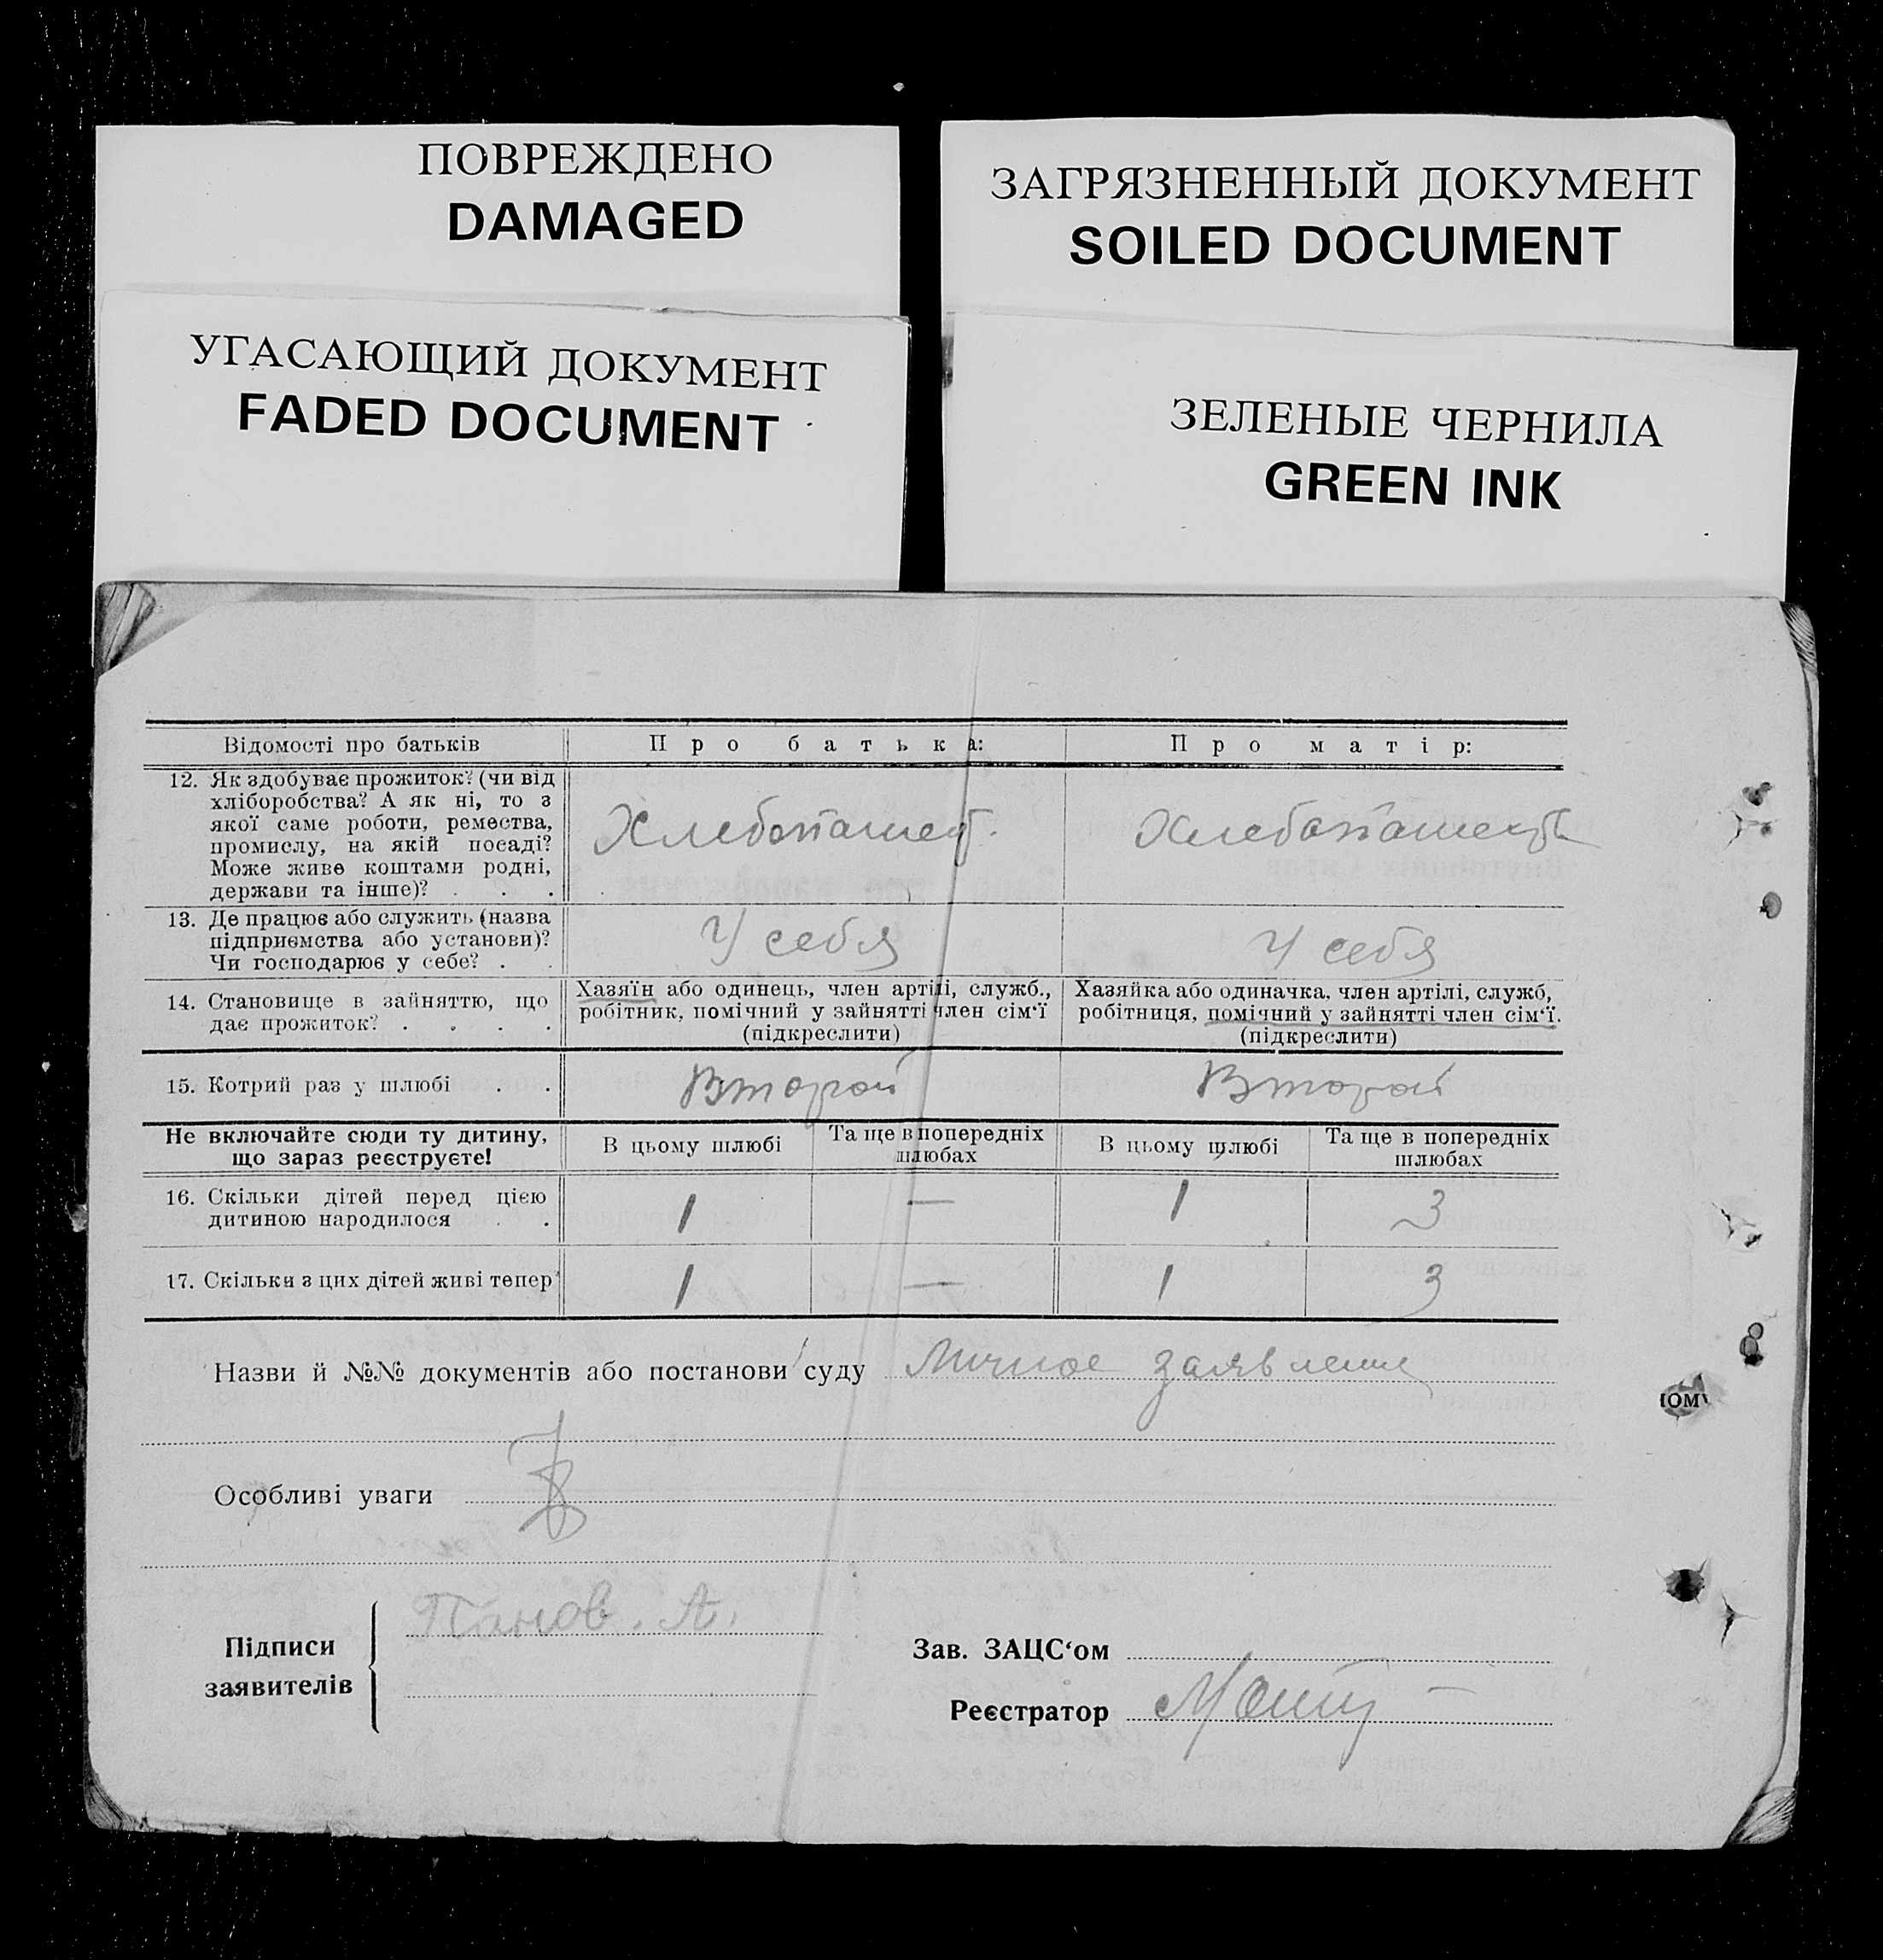 ПОВРЕЖДЕНО
DAMAGED
ЗАГРЯЗНЕННЫЙ ДОКУМЕНТ
SOILED DOCUMENT
УГАСАЮЩИЙ ДОКУМЕНТ
FADED DOCUMENT
ЗЕЛЕНЫЕ ЧЕРНИЛА
GREEN INK
Відомості про батьків
Про батька:
Про матір:
12. Як здобуває прожиток? (чи від
хліборобства? А як ні, то з
якої саме роботи, ремества,
промислу, на якій посаді?
Може живе коштами родні,
держави та інше)? . . .
Хлебопашец.
Хлебопашец
13. Де працює або служить (назва
підприємства або установи)?
Чи господарює у себе? . .
У себя
У себя
14. Становище в зайняттю, що
дає прожиток? . . . .
Хазяїн або одинець, член артілі, служб.,
робітник, помічний у зайнятті член сім'ї
(підкреслити)
Хазяйка або одиначка, член артілі, служб,
робітниця, помічний у зайнятті член сім'ї.
(підкреслити)
15. Котрий раз у шлюбі . .
Второй
Второй
Не включайте сюди ту дитину,
що зараз реєструєте!
В цьому шлюбі
Та ще в попередніх
шлюбах
В цьому шлюбі
Та ще в попередніх
шлюбах
16. Скільки дітей перед цією
дитиною народилося . .
1 — 1 3
17. Скільки з цих дітей живі тепер
1 — 1 3
Назви й №№ документів або постанови суду Личное заявление
Особливі уваги
Підписи
заявителів
Панов. А.
Зав. ЗАЦС'ом
Реєстратор